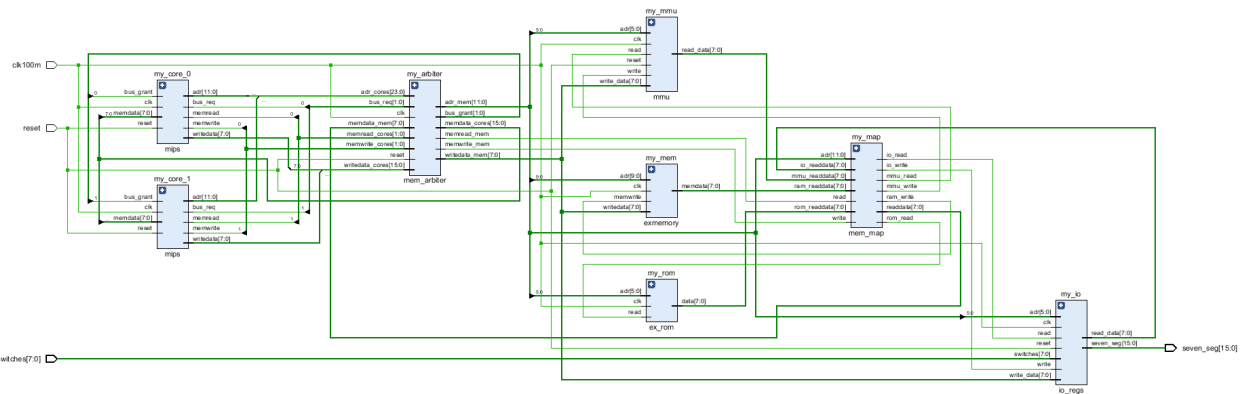 clk100m
reset
witches[7:0]
my_core_0
bus_grant
clk
memdata[7:0]
reset
adr[11:0]
bus_req
memread
memwrite
writedata[7:0]
mips
my_core_1
bus_grant
clk
memdata[7:0]
reset
adr[11:0]
bus_req
memread
memwrite
writedata[7:0]
mips
my_arbiter
adr_cores[23:0]
bus_req[1:0]
clk
memdata_mem[7:0]
memread_cores[1:0]
memwrite_cores[1:0]
reset
writedata_cores[15:0]
adr_mem[11:0]
bus_grant[1:0]
memdata_cores[15:0]
memread_mem
memwrite_mem
writedata_mem[7:0]
mem_arbiter
my_mmu
adr[5:0]
clk
read
reset
write
write_data[7:0]
read_data[7:0]
mmu
my_mem
adr[9:0]
clk
memwrite
writedata[7:0]
memdata[7:0]
exmemory
my_rom
adr[5:0]
clk
read
data[7:0]
ex_rom
my_map
adr[11:0]
io_readdata[7:0]
mmu_readdata[7:0]
ram_readdata[7:0]
read
rom_readdata[7:0]
write
io_read
io_write
mmu_read
mmu_write
ram_write
readdata[7:0]
rom_read
mem_map
my_io
adr[5:0]
clk
read
reset
switches[7:0]
write
write_data[7:0]
read_data[7:0]
seven_seg[15:0]
io_regs
seven_seg[15:0]